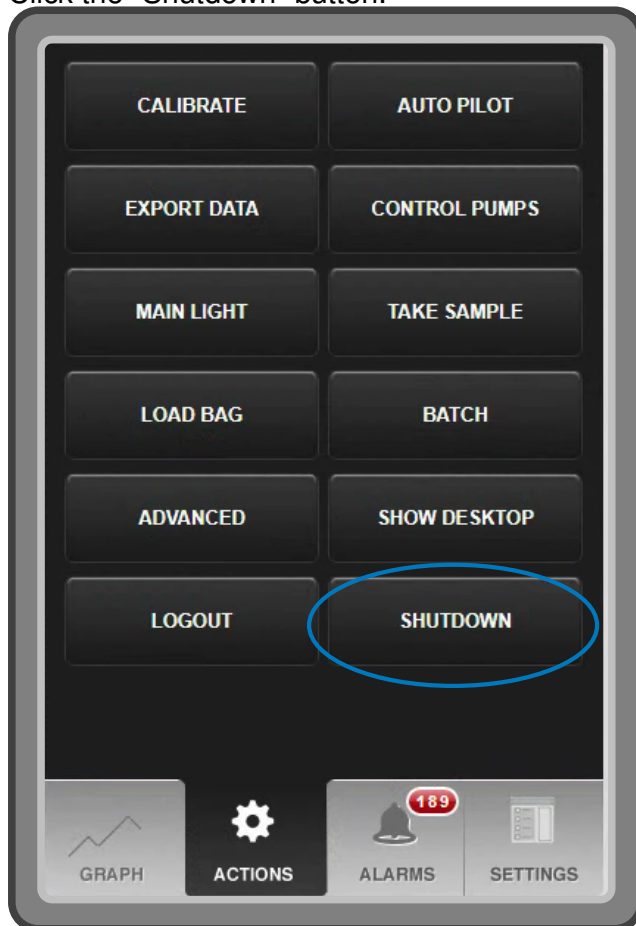 Click the "Shutdown" button.
CALIBRATE AUTO PILOT
EXPORT DATA CONTROL PUMPS
MAIN LIGHT TAKE SAMPLE
LOAD BAG BATCH
ADVANCED SHOW DESKTOP
LOGOUT SHUTDOWN
189
GRAPH ACTIONS ALARMS SETTINGS